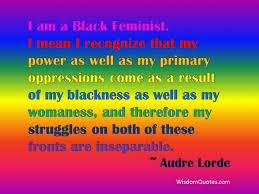 I am a Black Feminist.
I mean I recognize that my
power as well as my primary
oppressions come as a result
of my blackness as well as my
womaness, and therefore my
struggles on both of these
fronts are inseparable.
~ Audre Lorde
WisdomQuotes.com